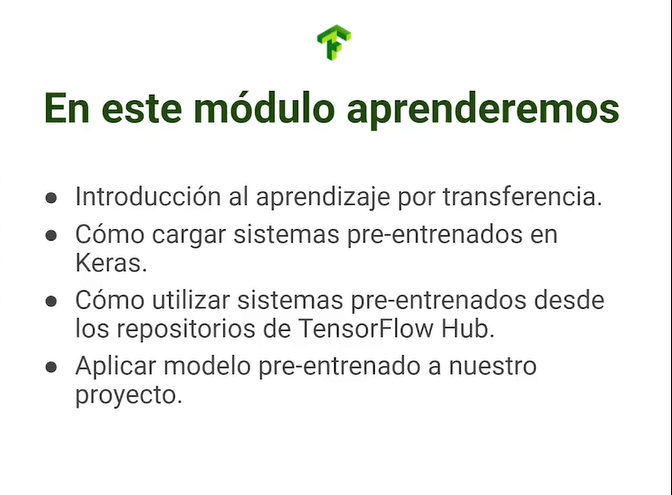 En este módulo aprenderemos
● Introducción al aprendizaje por transferencia.
● Cómo cargar sistemas pre-entrenados en
Keras.
● Cómo utilizar sistemas pre-entrenados desde
los repositorios de TensorFlow Hub.
● Aplicar modelo pre-entrenado a nuestro
proyecto.